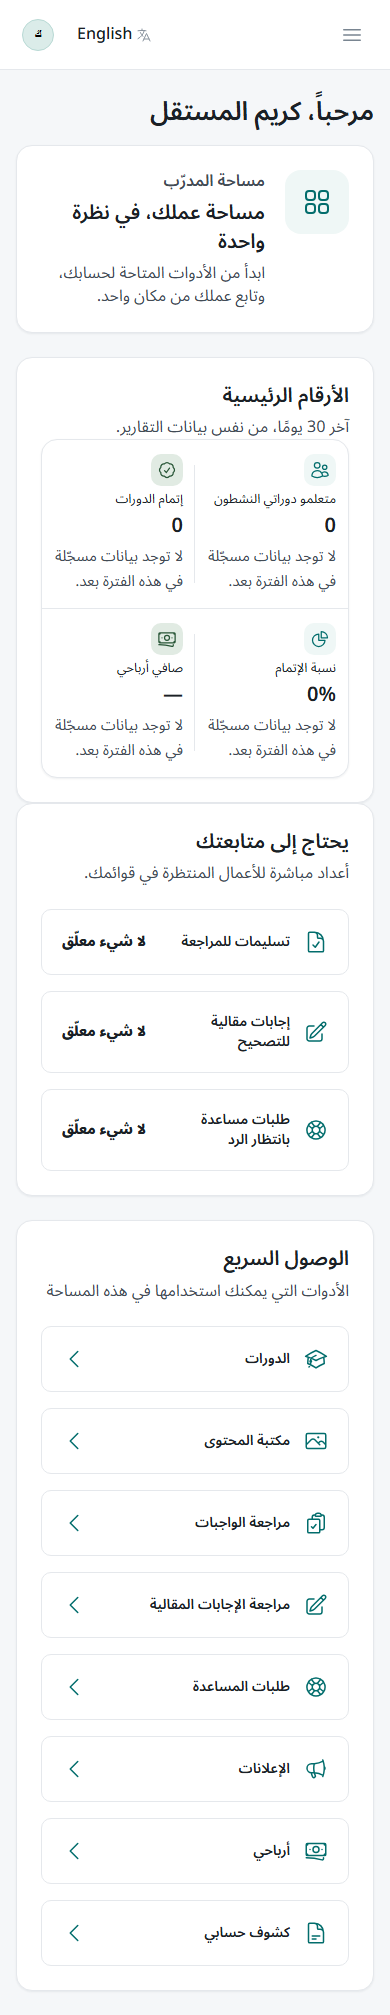 ك
English
مرحباً، كريم المستقل
مساحة المدرّب
مساحة عملك، في نظرة
واحدة
ابدأ من الأدوات المتاحة لحسابك،
وتابع عملك من مكان واحد.
الأرقام الرئيسية
آخر 30 يومًا، من نفس بيانات التقارير.
متعلمو دوراتي النشطون
0
لا توجد بيانات مسجّلة
في هذه الفترة بعد.
إتمام الدورات
0
لا توجد بيانات مسجّلة
في هذه الفترة بعد.
نسبة الإتمام
0%
لا توجد بيانات مسجّلة
في هذه الفترة بعد.
صافي أرباحي
—
لا توجد بيانات مسجّلة
في هذه الفترة بعد.
يحتاج إلى متابعتك
أعداد مباشرة للأعمال المنتظرة في قوائمك.
تسليمات للمراجعة
لا شيء معلّق
إجابات مقالية
للتصحيح
لا شيء معلّق
طلبات مساعدة
بانتظار الرد
لا شيء معلّق
الوصول السريع
الأدوات التي يمكنك استخدامها في هذه المساحة
الدورات
مكتبة المحتوى
مراجعة الواجبات
مراجعة الإجابات المقالية
طلبات المساعدة
الإعلانات
أرباحي
كشوف حسابي